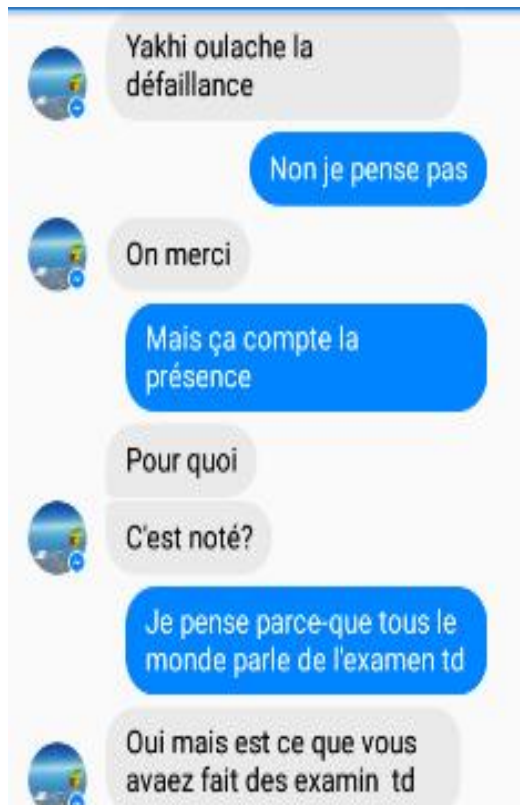 Yakhi oulache la
défaillance
Non je pense pas
On merci
Mais ça compte la
présence
Pour quoi
C'est noté?
Je pense parce-que tous le
monde parle de l'examen td
Oui mais est ce que vous
avaez fait des examin td